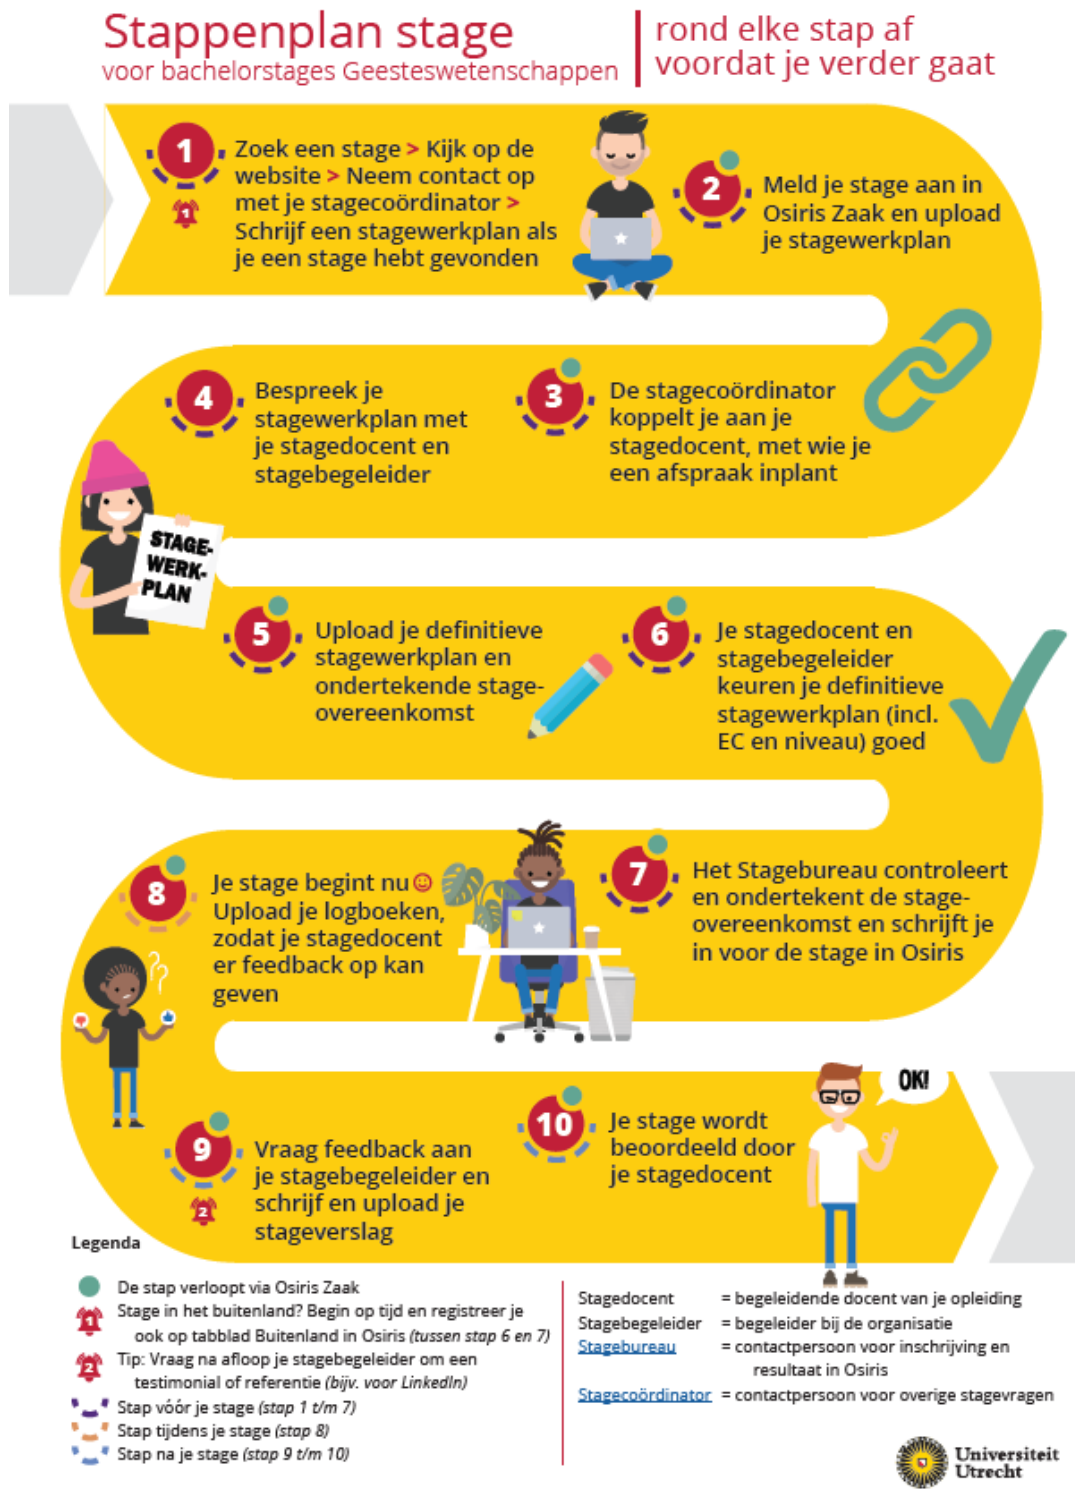 Stappenplan stage
voor bachelorstages Geesteswetenschappen
rond elke stap af
voordat je verder gaat
1
Zoek een stage > Kijk op de
website > Neem contact op
met je stagecoördinator >
Schrijf een stagewerkplan als
je een stage hebt gevonden
1
2
Meld je stage aan in
Osiris Zaak en upload
je stagewerkplan
3
De stagecoördinator
koppelt je aan je
stagedocent, met wie je
een afspraak inplant
4
Bespreek je
stagewerkplan met
je stagedocent en
stagebegeleider
STAGE-
WERK-
PLAN
5
Upload je definitieve
stagewerkplan en
ondertekende stage-
overeenkomst
6
Je stagedocent en
stagebegeleider
keuren je definitieve
stagewerkplan (incl.
EC en niveau) goed
7
Het Stagebureau controleert
en ondertekent de stage-
overeenkomst en schrijft je
in voor de stage in Osiris
8
Je stage begint nu
Upload je logboeken,
zodat je stagedocent
er feedback op kan
geven
??
9
Vraag feedback aan
je stagebegeleider en
schrijf en upload je
stageverslag
2
10
Je stage wordt
beoordeeld door
je stagedocent
OK!
Legenda
De stap verloopt via Osiris Zaak
1 Stage in het buitenland? Begin op tijd en registreer je
ook op tabblad Buitenland in Osiris (tussen stap 6 en 7)
2 Tip: Vraag na afloop je stagebegeleider om een
testimonial of referentie (bijv. voor LinkedIn)
Stap vóór je stage (stap 1 t/m 7)
Stap tijdens je stage (stap 8)
Stap na je stage (stap 9 t/m 10)
Stagedocent = begeleidende docent van je opleiding
Stagebegeleider = begeleider bij de organisatie
Stagebureau = contactpersoon voor inschrijving en
resultaat in Osiris
Stagecoördinator = contactpersoon voor overige stagevragen
Universiteit
Utrecht